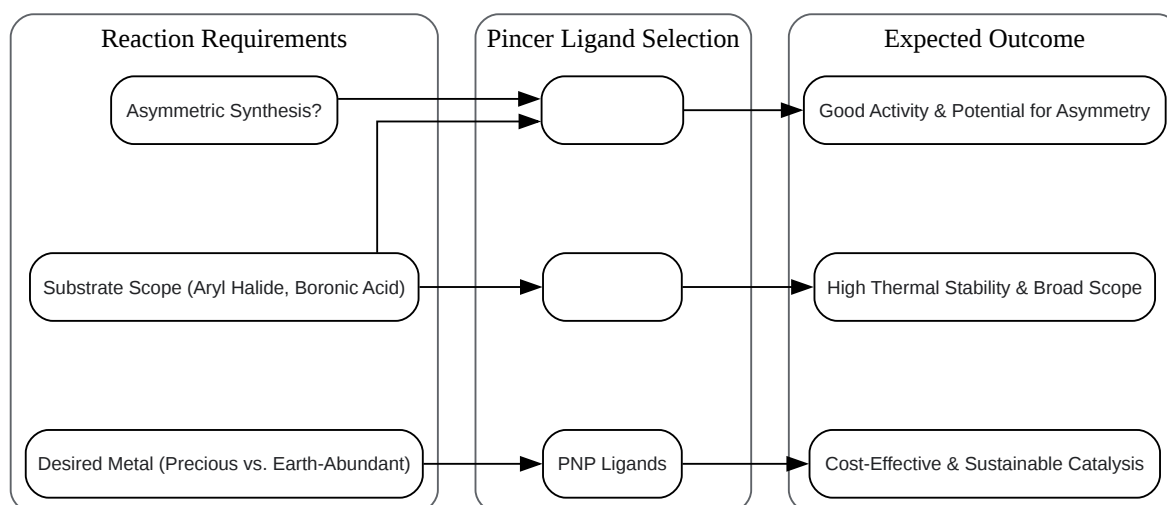 Reaction Requirements
Pincer Ligand Selection
Expected Outcome
Asymmetric Synthesis?
Good Activity & Potential for Asymmetry
Substrate Scope (Aryl Halide, Boronic Acid)
High Thermal Stability & Broad Scope
Desired Metal (Precious vs. Earth-Abundant)
PNP Ligands
Cost-Effective & Sustainable Catalysis